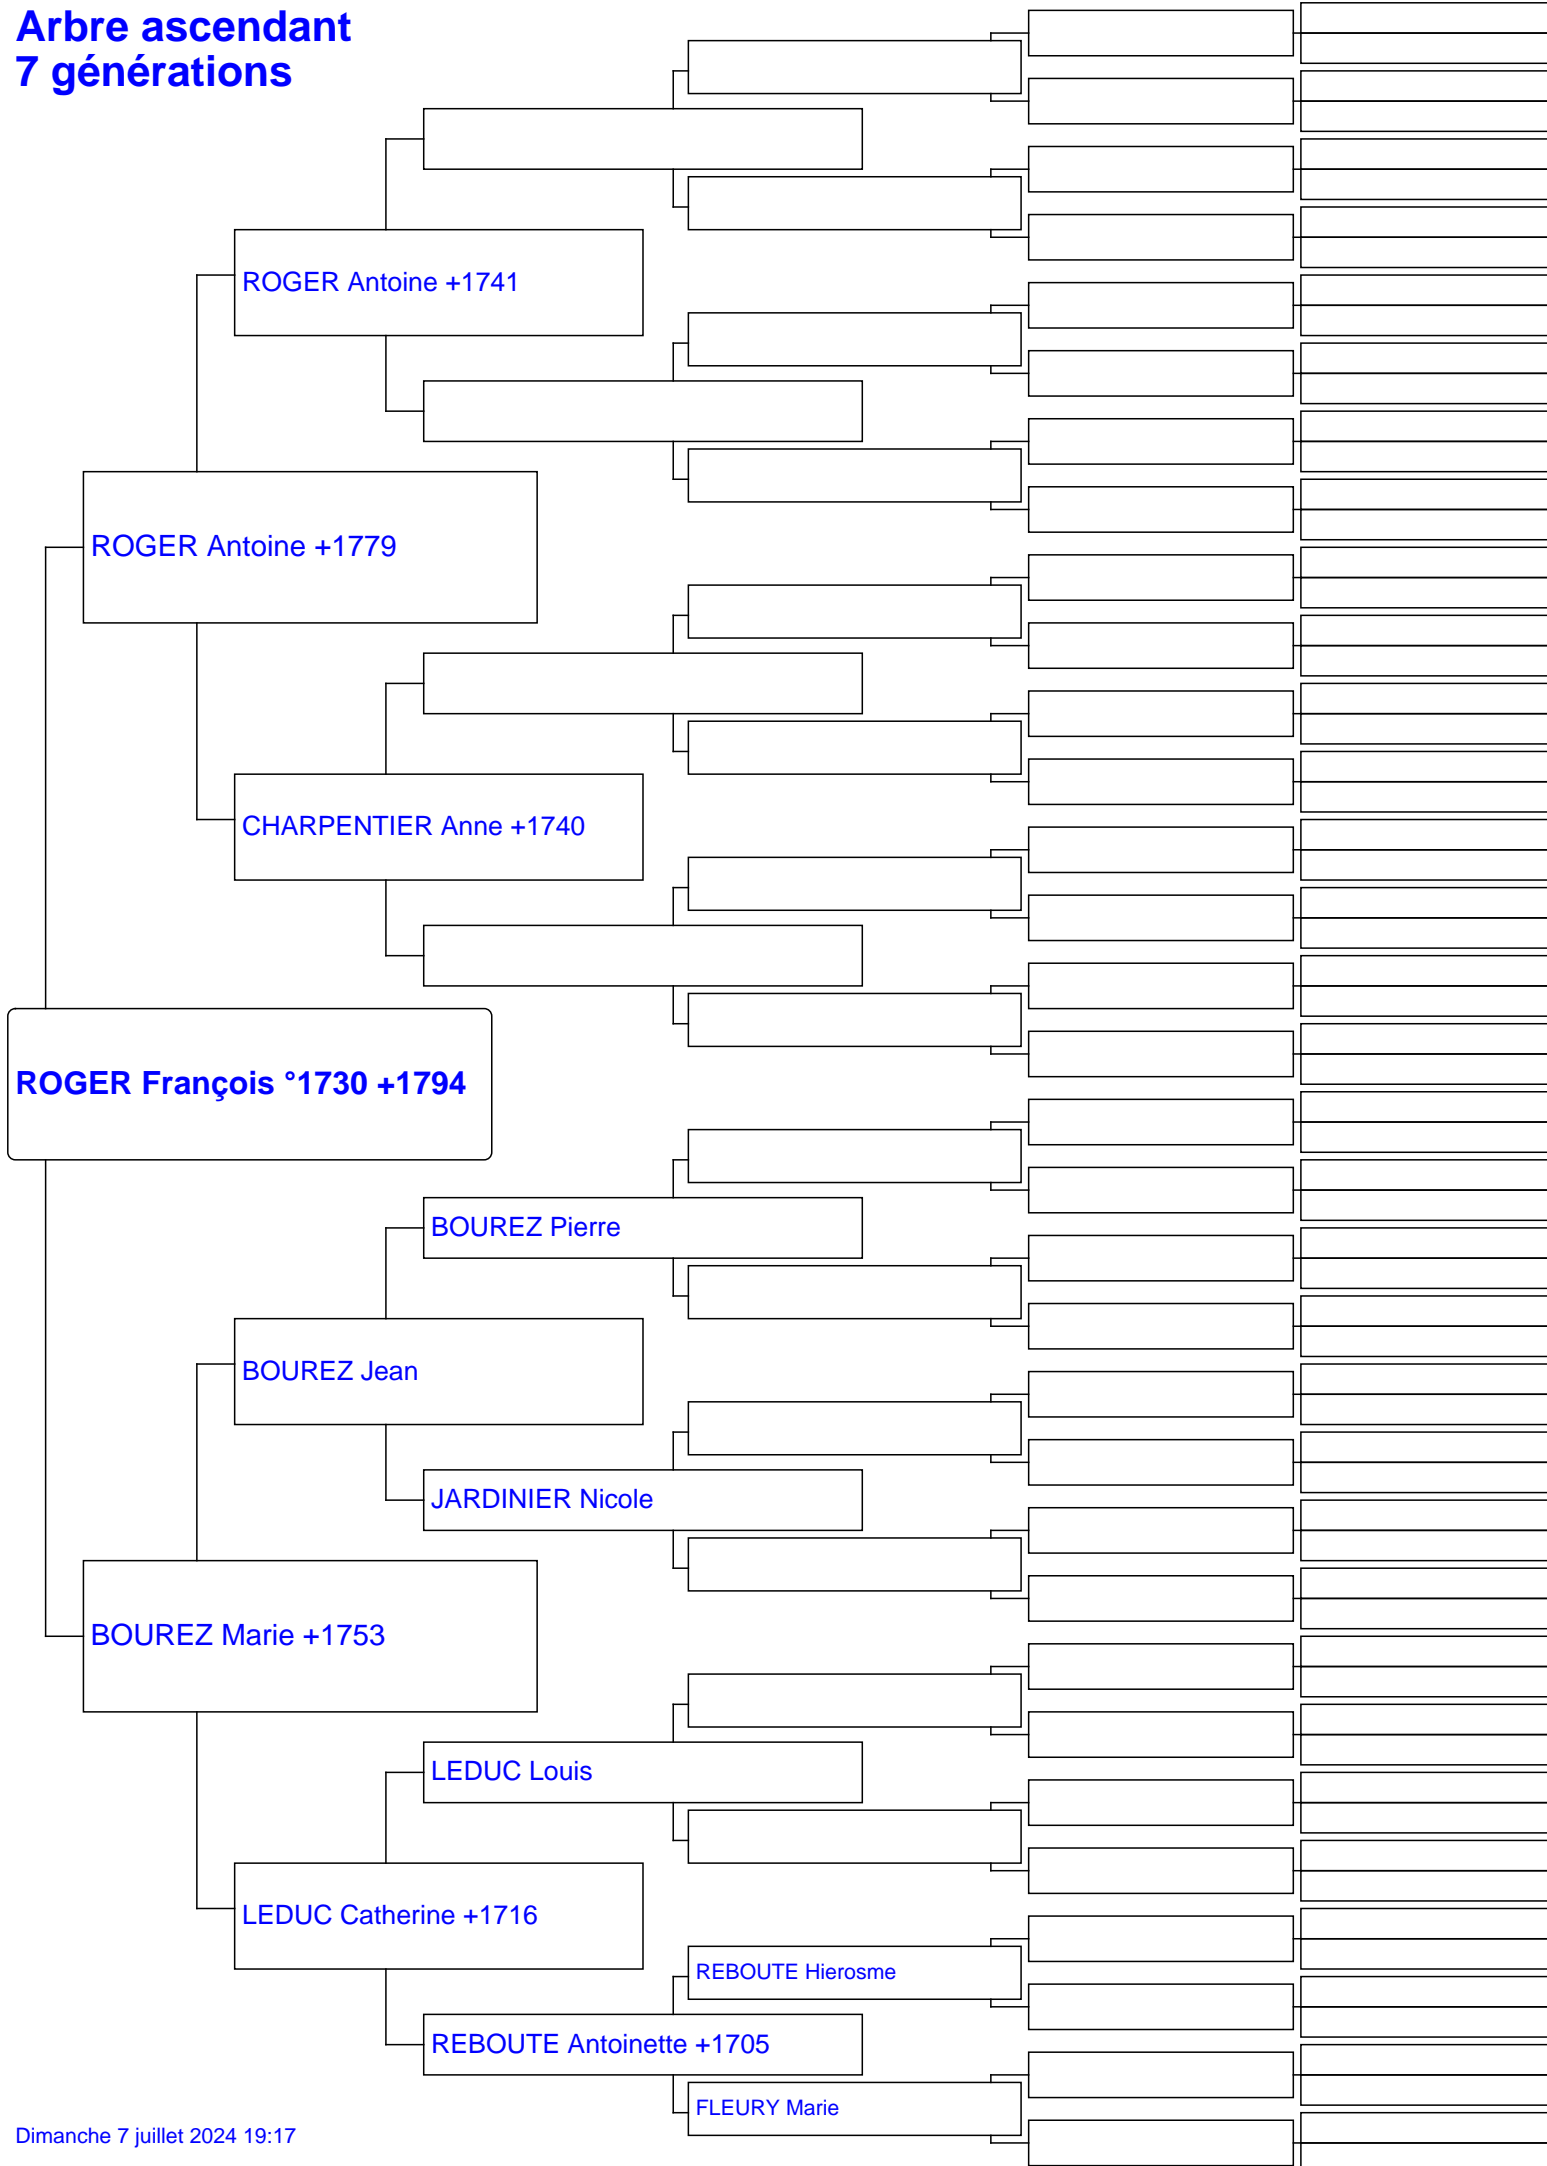 Arbre ascendant
7 générations
ROGER Antoine +1741
ROGER Antoine +1779
CHARPENTIER Anne +1740
ROGER François °1730 +1794
BOUREZ Pierre
BOUREZ Jean
JARDINIER Nicole
BOUREZ Marie +1753
LEDUC Louis
LEDUC Catherine +1716
REBOUTE Hierosme
REBOUTE Antoinette +1705
FLEURY Marie
Dimanche 7 juillet 2024 19:17